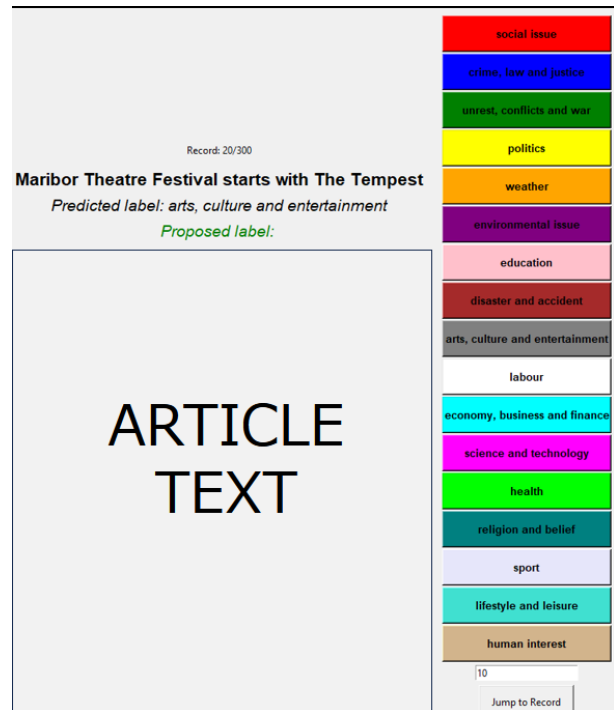 Record: 20/300
Maribor Theatre Festival starts with The Tempest
Predicted label: arts, culture and entertainment
Proposed label:
ARTICLE
TEXT
social issue
crime, law and justice
unrest, conflicts and war
politics
weather
environmental issue
education
disaster and accident
arts, culture and entertainment
labour
economy, business and finance
science and technology
health
religion and belief
sport
lifestyle and leisure
human interest
10
Jump to Record